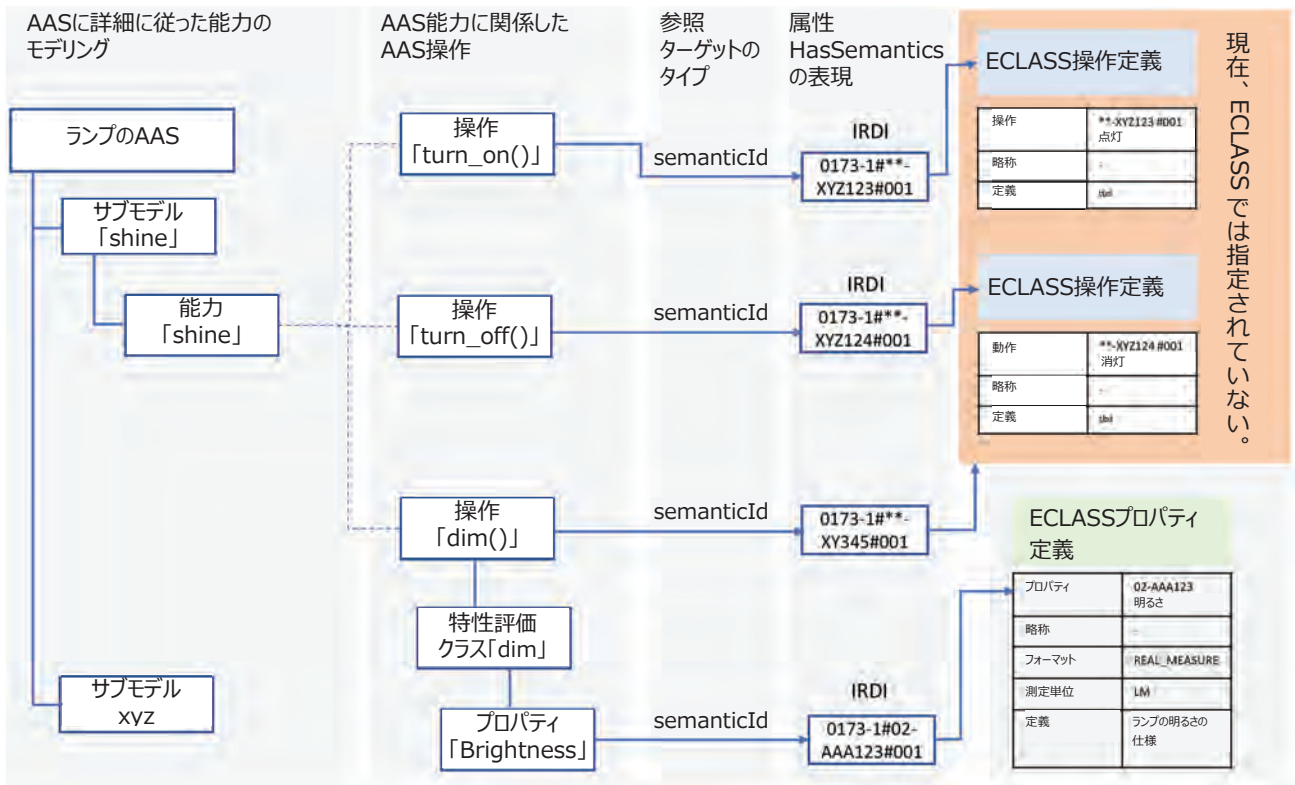 AASに詳細に従った能力の
モデリング
AAS能力に関係した
AAS操作
参照
ターゲットの
タイプ
属性
HasSemantics
の表現
ランプのAAS
サブモデル
「shine」
能力
「shine」
サブモデル
xyz
操作
「turn_on()」
semanticId
IRDI
0173-1#**-
XYZ123#001
操作
「turn_off()」
semanticId
IRDI
0173-1#**-
XYZ124#001
操作
「dim()」
semanticId
0173-1#**-
XY345#001
特性評価
クラス「dim」
プロパティ
「Brightness」
semanticId
IRDI
0173-1#02-
AAA123#001
ECLASS操作定義
操作 **-XYZ123#001
点灯
略称 -
定義 tbd
ECLASS操作定義
動作 **-XYZ124#001
消灯
略称 -
定義 tbd
現在、ECLASSでは指定されていない。
ECLASSプロパティ
定義
プロパティ 02-AAA123
明るさ
略称 -
フォーマット REAL_MEASURE
測定単位 LM
定義 ランプの明るさの
仕様